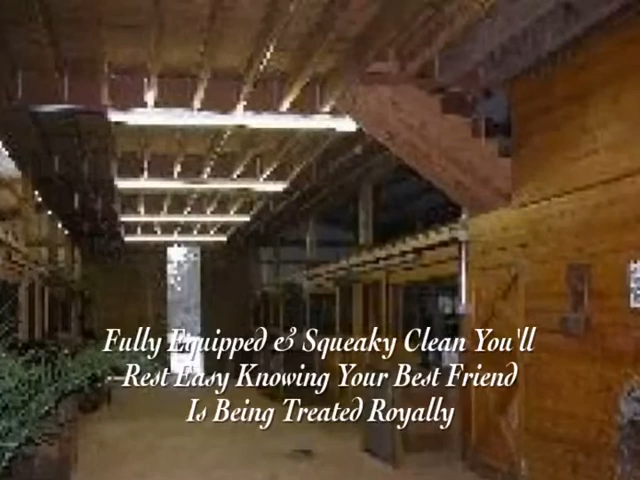 Fully Equipped & Squeaky Clean You'll
Rest Easy Knowing Your Best Friend
Is Being Treated Royally